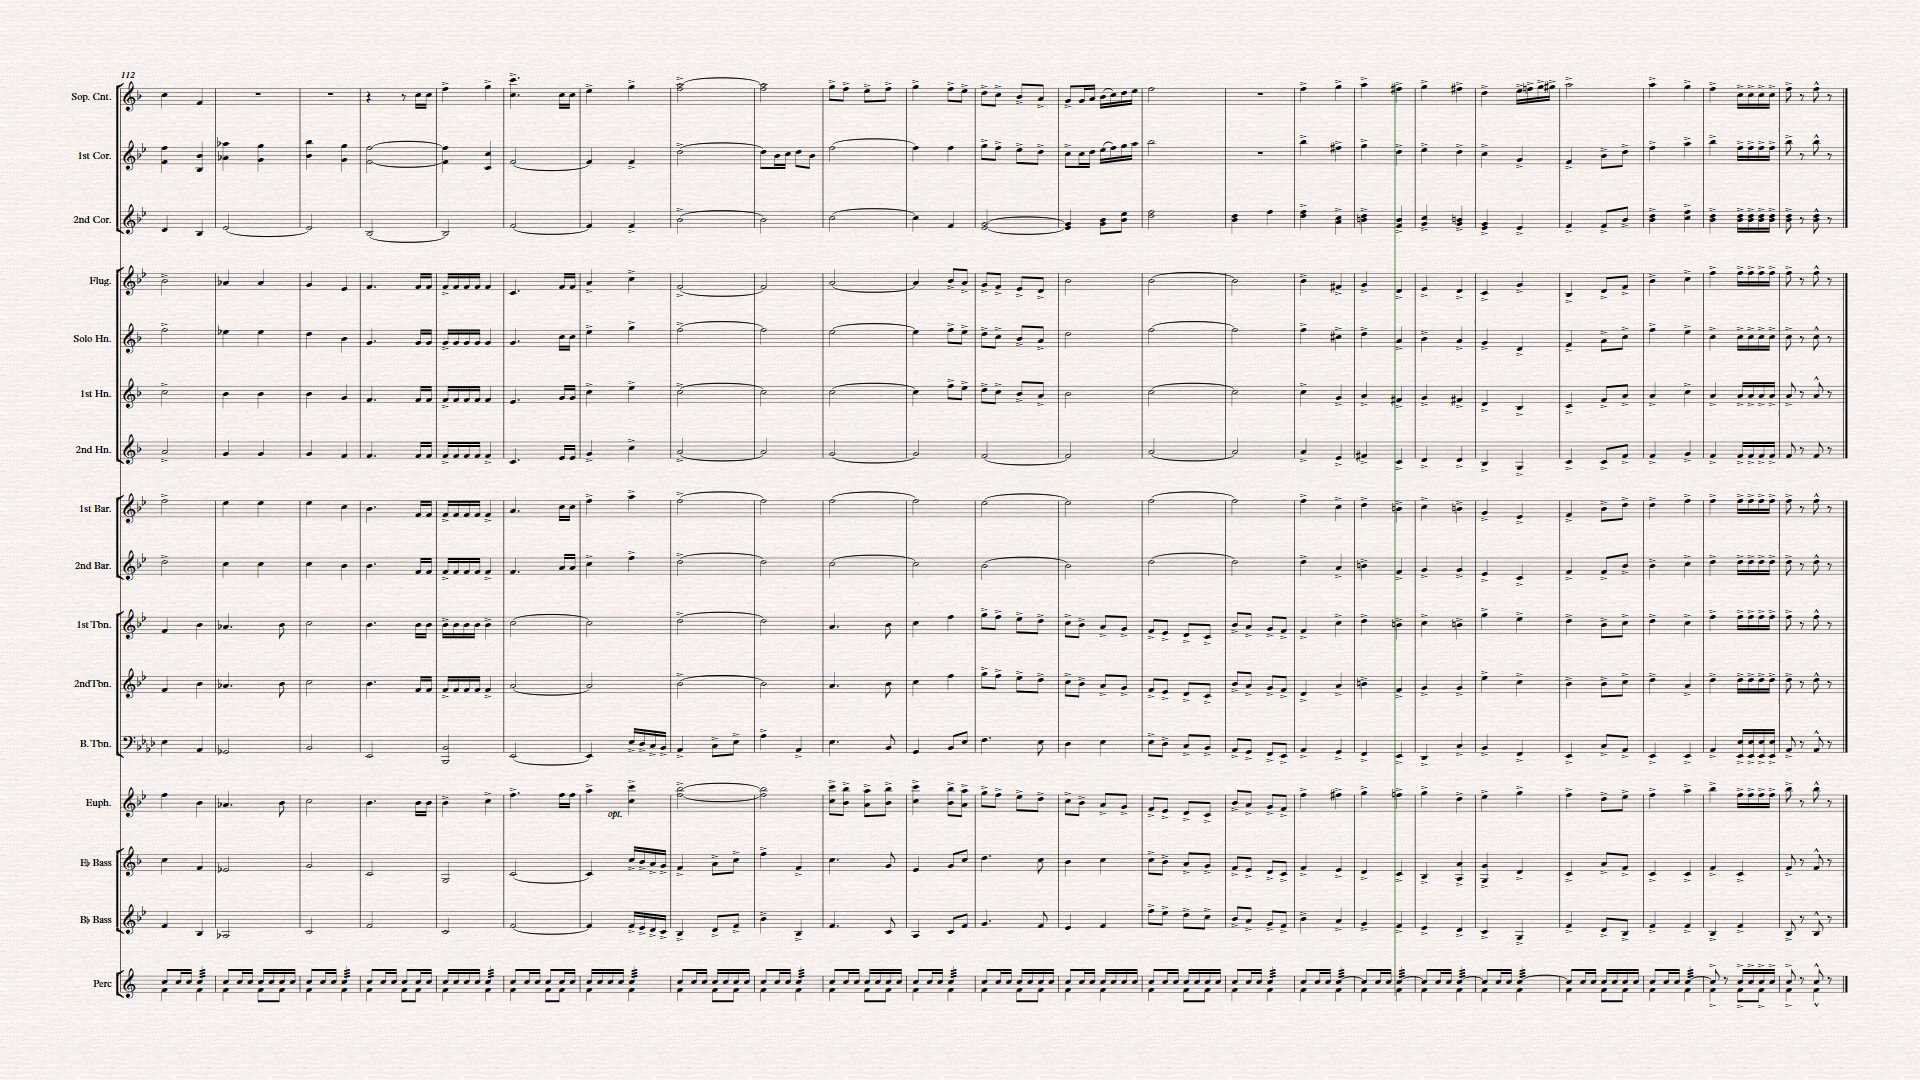 112
Sop. Cnt.
1st Cor.
2nd Cor.
Flug.
Solo Hn.
1st Hn.
2nd Hn.
1st Bar.
2nd Bar.
1st Tbn.
2ndTbn.
B. Tbn.
Euph.
opt.
E♭ Bass
B♭ Bass
Perc